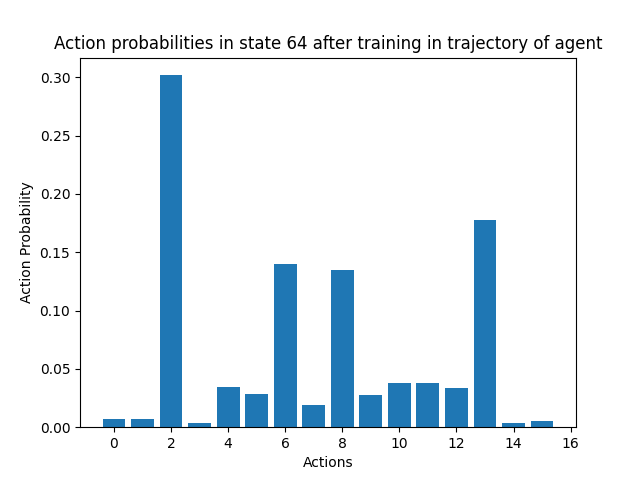 Action probabilities in state 64 after training in trajectory of agent
0.30
0.25
0.20
0.15
0.10
0.05
0.00
Action Probability
0 2 4 6 8 10 12 14 16
Actions